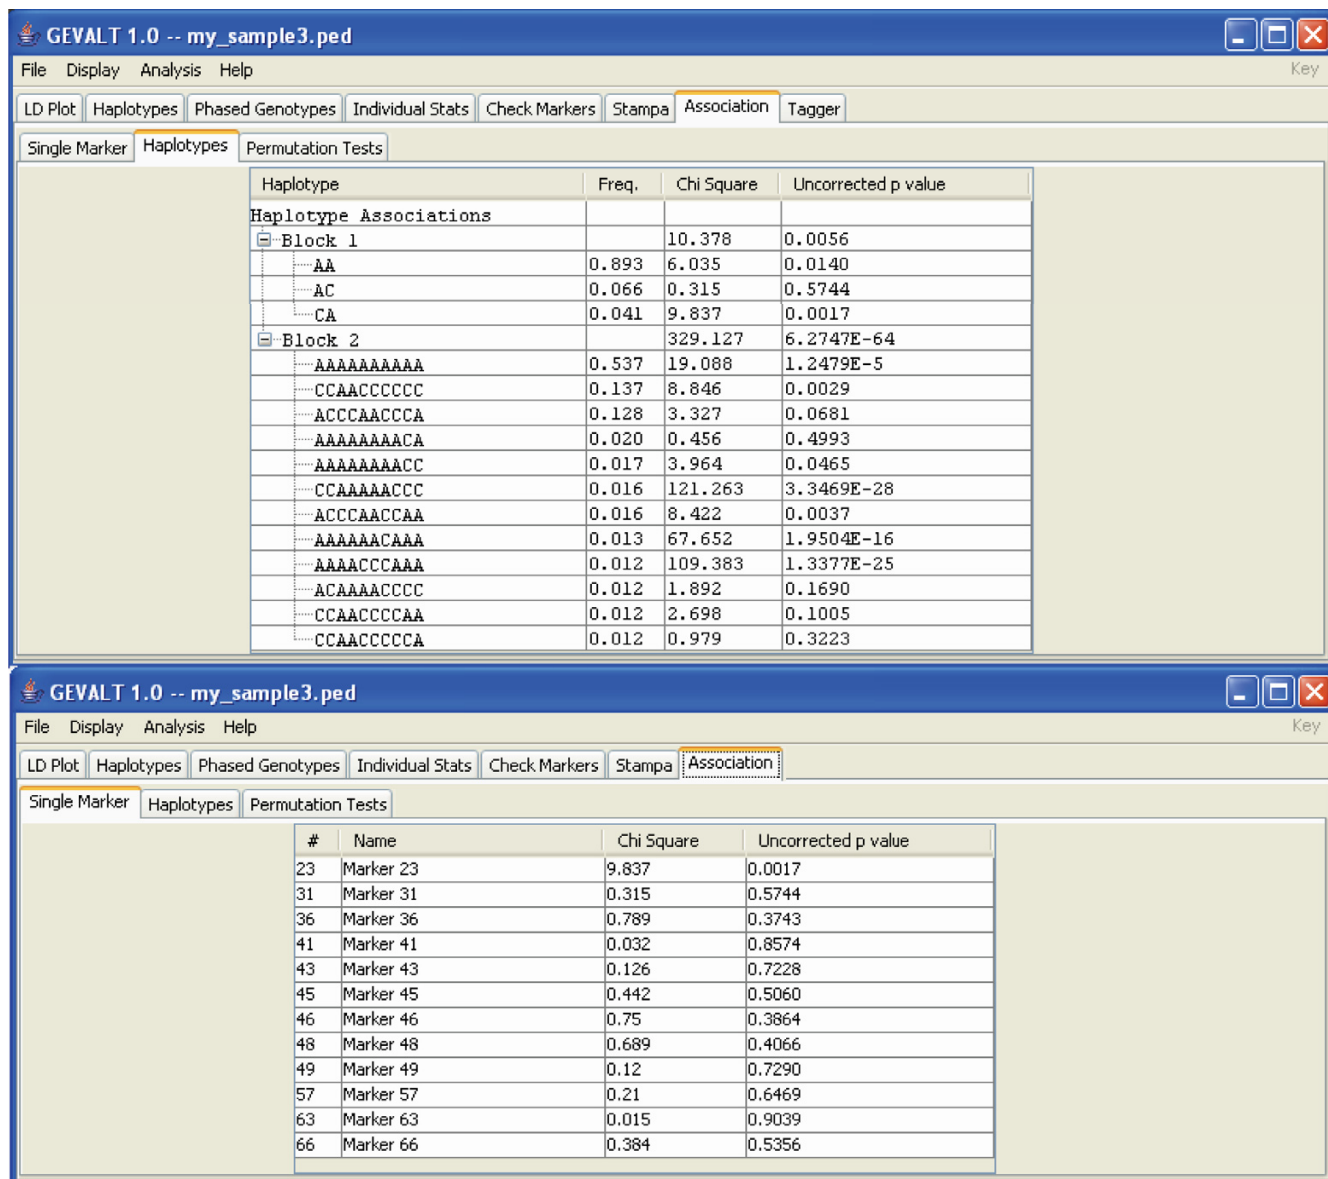 GEVALT 1.0 -- my_sample3.ped
File Display Analysis Help Key
LD Plot Haplotypes Phased Genotypes Individual Stats Check Markers Stampa Association Tagger
Single Marker Haplotypes Permutation Tests
Haplotype Freq. Chi Square Uncorrected p value
Haplotype Associations
Block 1 10.378 0.0056
AA 0.893 6.035 0.0140
AC 0.066 0.315 0.5744
CA 0.041 9.837 0.0017
Block 2 329.127 6.2747E-64
AAAAAAAAAA 0.537 19.088 1.2479E-5
CCAACCCCCC 0.137 8.846 0.0029
ACCCAACCCA 0.128 3.327 0.0681
AAAAAAAACA 0.020 0.456 0.4993
AAAAAAAACC 0.017 3.964 0.0465
CCAAAAACCC 0.016 121.263 3.3469E-28
ACCCAACCAA 0.016 8.422 0.0037
AAAAAACAAA 0.013 67.652 1.9504E-16
AAAACCCAAA 0.012 109.383 1.3377E-25
ACAAAACCCC 0.012 1.892 0.1690
CCAACCCCAA 0.012 2.698 0.1005
CCAACCCCCA 0.012 0.979 0.3223
GEVALT 1.0 -- my_sample3.ped
File Display Analysis Help Key
LD Plot Haplotypes Phased Genotypes Individual Stats Check Markers Stampa Association
Single Marker Haplotypes Permutation Tests
# Name Chi Square Uncorrected p value
23 Marker 23 9.837 0.0017
31 Marker 31 0.315 0.5744
36 Marker 36 0.789 0.3743
41 Marker 41 0.032 0.8574
43 Marker 43 0.126 0.7228
45 Marker 45 0.442 0.5060
46 Marker 46 0.75 0.3864
48 Marker 48 0.689 0.4066
49 Marker 49 0.12 0.7290
57 Marker 57 0.21 0.6469
63 Marker 63 0.015 0.9039
66 Marker 66 0.384 0.5356